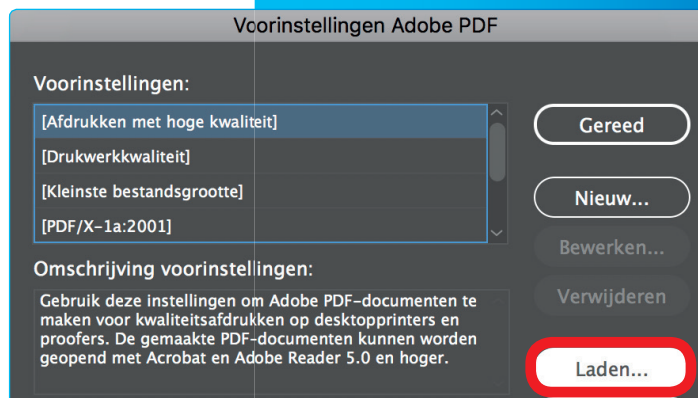 Voorinstellingen Adobe PDF
Voorinstellingen:
[Afdrukken met hoge kwaliteit]
[Drukwerkkwaliteit]
[Kleinste bestandsgrootte]
[PDF/X-1a:2001]
Omschrijving voorinstellingen:
Gebruik deze instellingen om Adobe PDF-documenten te
maken voor kwaliteitsafdrukken op desktopprinters en
proofers. De gemaakte PDF-documenten kunnen worden
geopend met Acrobat en Adobe Reader 5.0 en hoger.
Gereed
Nieuw...
Bewerken...
Verwijderen
Laden...